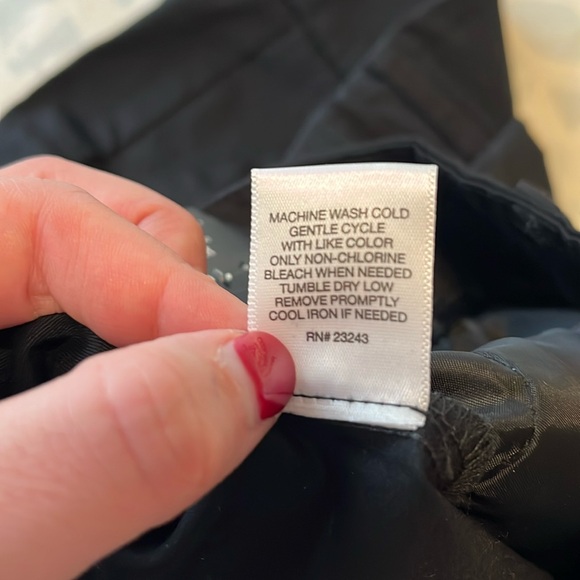 MACHINE WASH COLD
GENTLE CYCLE
WITH LIKE COLOR
ONLY NON-CHLORINE
BLEACH WHEN NEEDED
TUMBLE DRY LOW
REMOVE PROMPTLY
COOL IRON IF NEEDED
RN# 23243